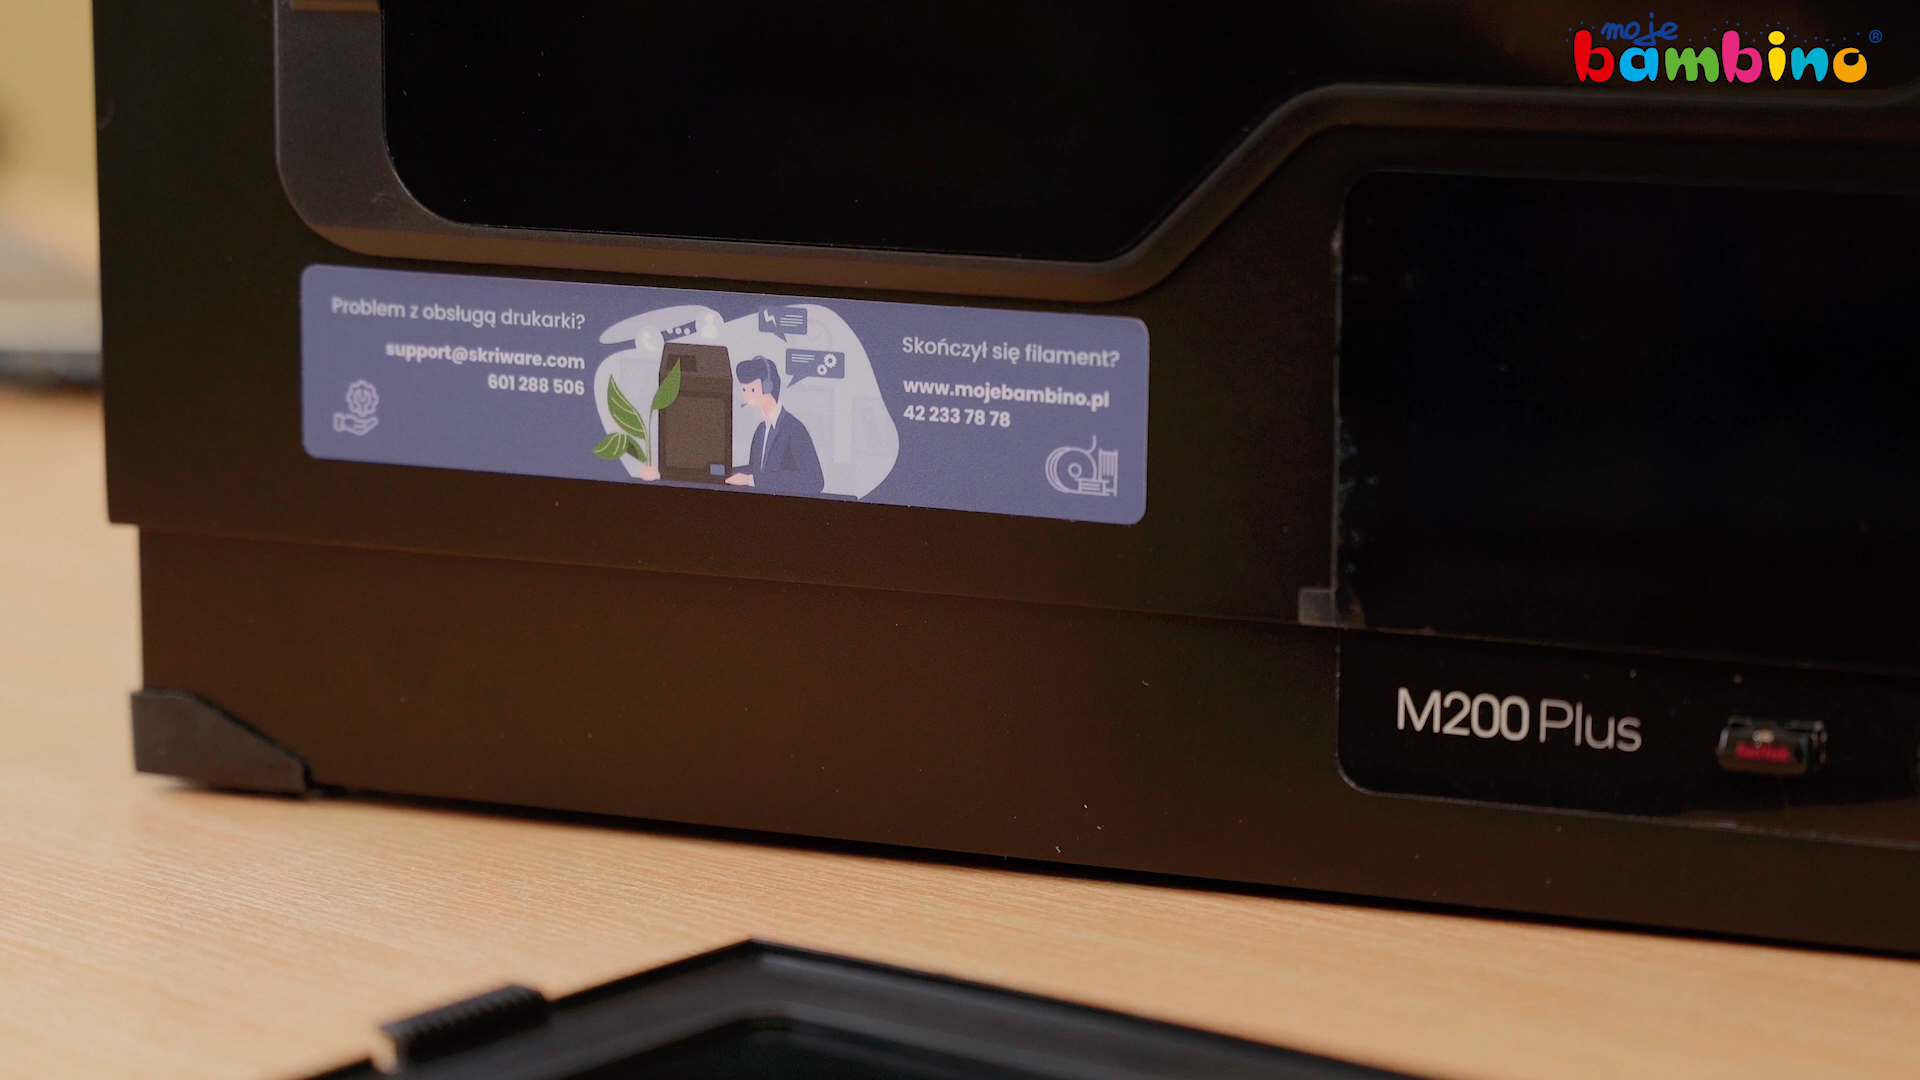 moje
bambino®
Problem z obsługą drukarki?
support@skriware.com
601 288 506
Skończył się filament?
www.mojebambino.pl
42 233 78 78
M200 Plus